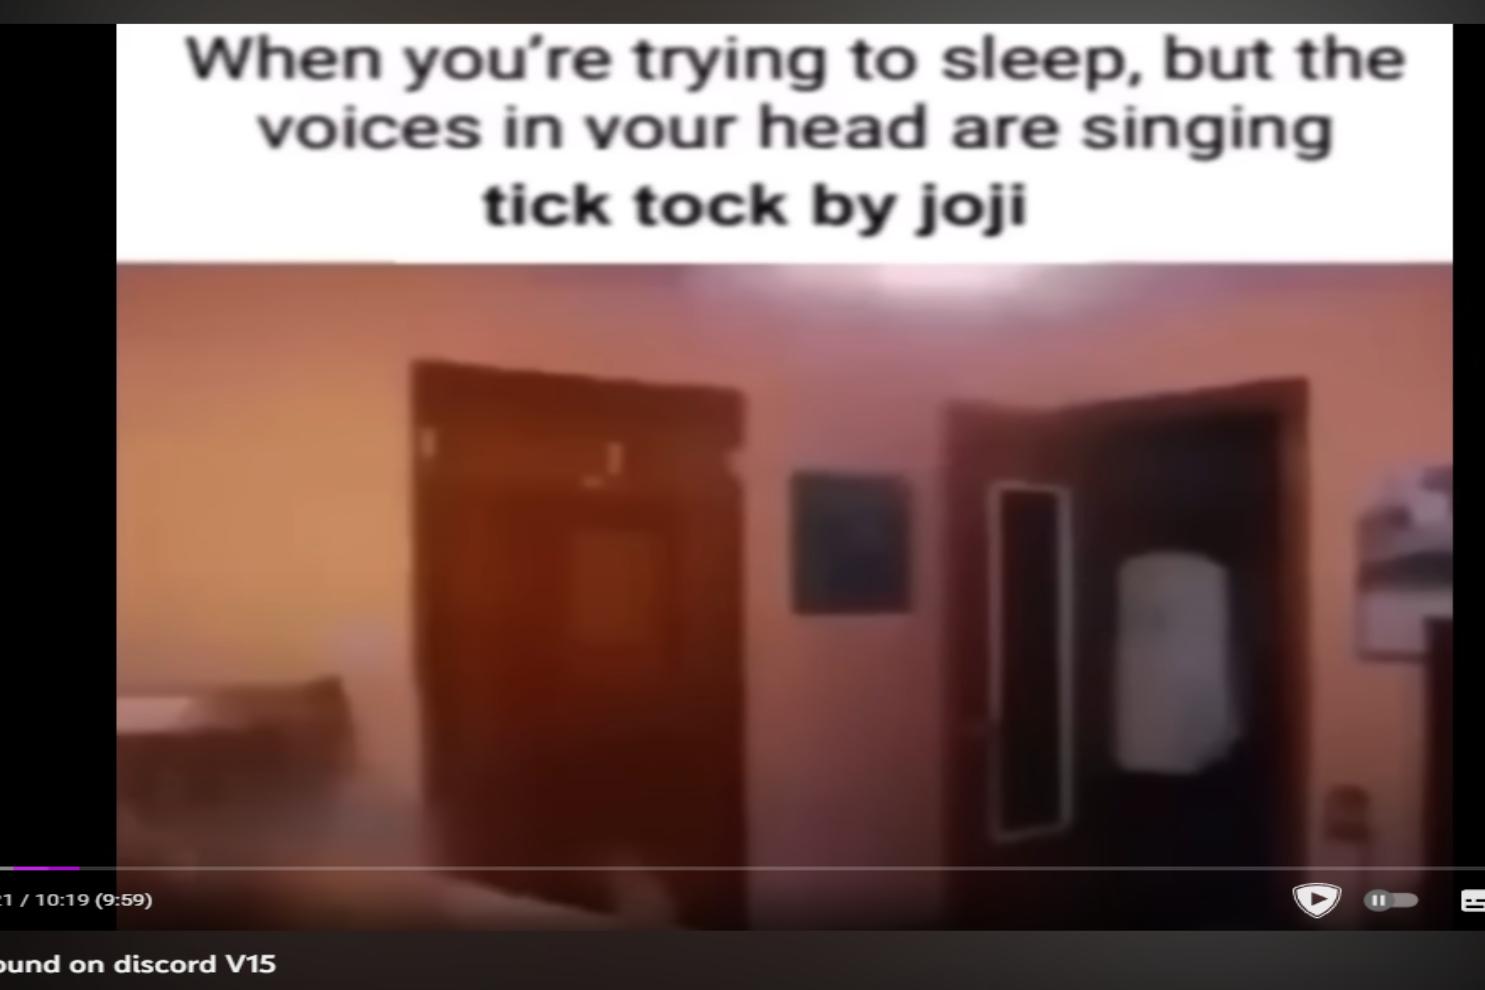 When you're trying to sleep, but the
voices in your head are singing
tick tock by joji
21 / 10:19 (9:59)
ound on discord V15